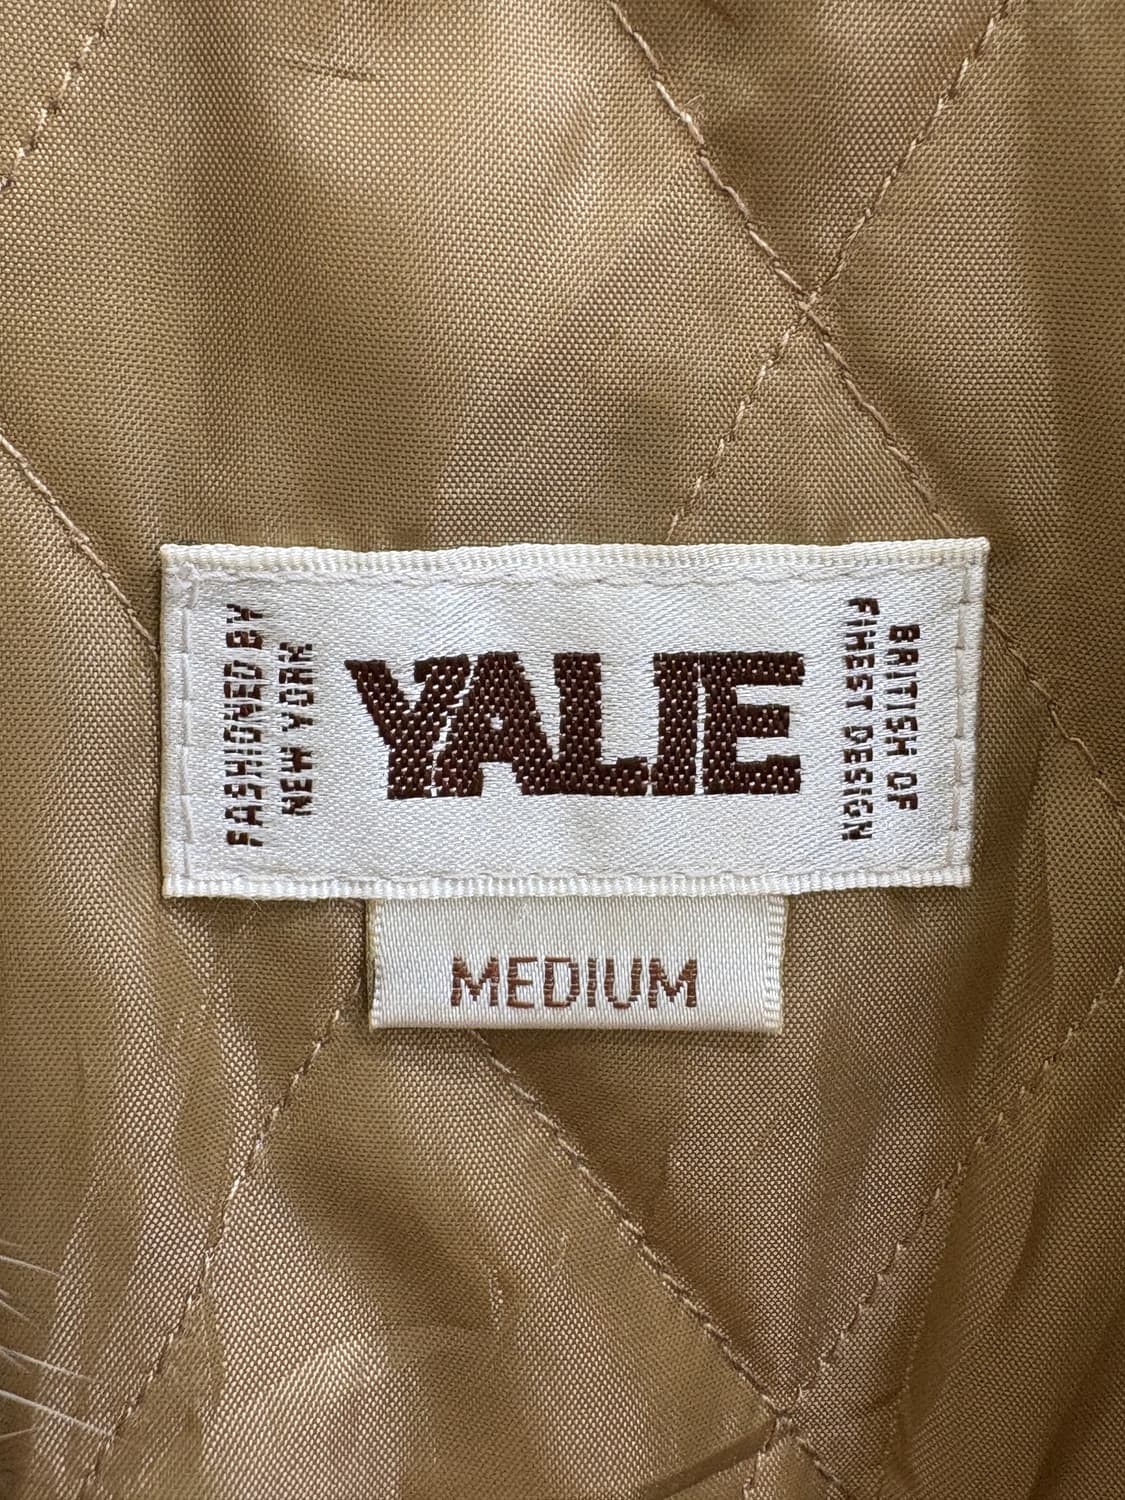 FASHIONED BY
NEW YORK
YALIE
BRITISH OF
FINEST DESIGN
MEDIUM